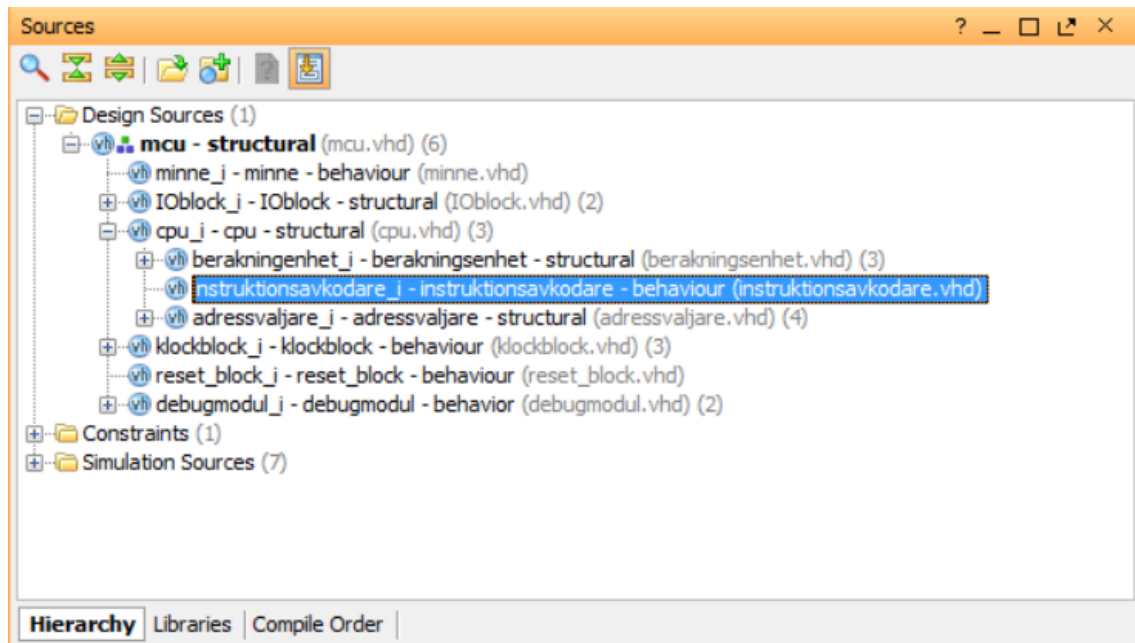 Sources
Design Sources (1)
mcu - structural (mcu.vhd) (6)
minne_i - minne - behaviour (minne.vhd)
IOblock_i - IOblock - structural (IOblock.vhd) (2)
cpu_i - cpu - structural (cpu.vhd) (3)
berakningenhet_i - berakningsenhet - structural (berakningsenhet.vhd) (3)
nstruktionsavkodare_i - instruktionsavkodare - behaviour (instruktionsavkodare.vhd)
adressvaljare_i - adressvaljare - structural (adressvaljare.vhd) (4)
klockblock_i - klockblock - behaviour (klockblock.vhd) (3)
reset_block_i - reset_block - behaviour (reset_block.vhd)
debugmodul_i - debugmodul - behavior (debugmodul.vhd) (2)
Constraints (1)
Simulation Sources (7)
Hierarchy Libraries Compile Order